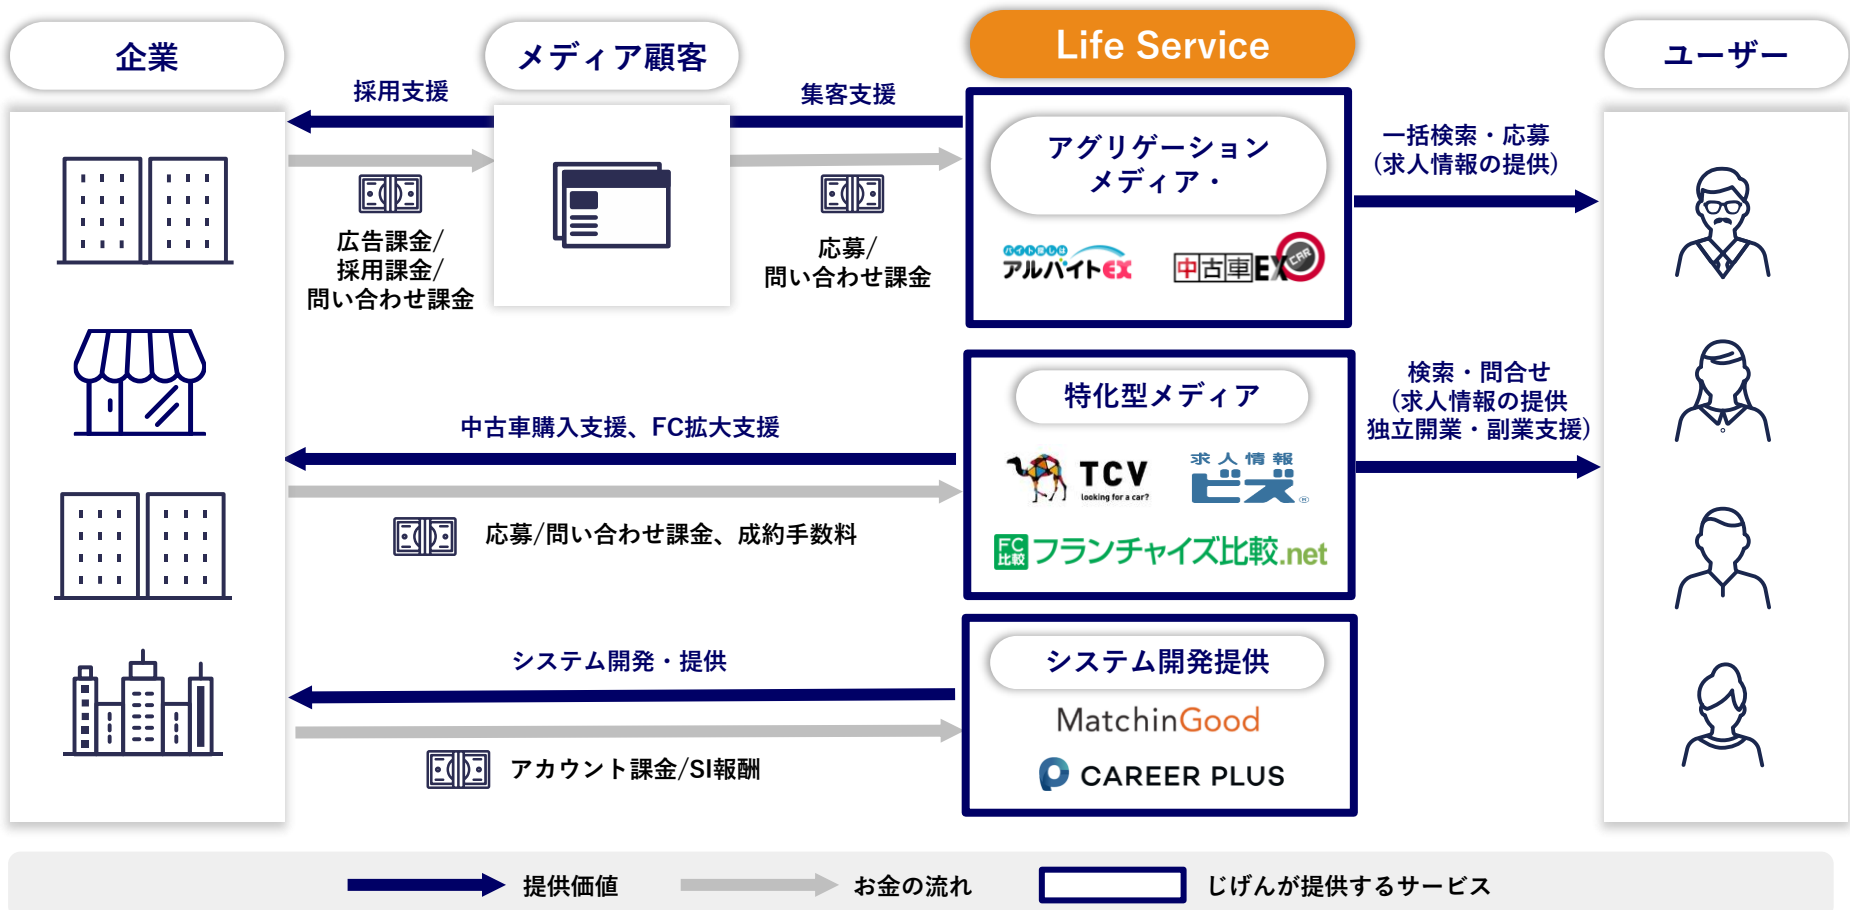 企業
メディア顧客
Life Service
ユーザー
採用支援
集客支援
広告課金/
採用課金/
問い合わせ課金
応募/
問い合わせ課金
アグリゲーション
メディア・
バイト探しは
アルバイトEX
中古車EX
CAR
一括検索・応募
(求人情報の提供)
中古車購入支援、FC拡大支援
応募/問い合わせ課金、成約手数料
特化型メディア
TCV
looking for a car?
求人情報
ビズ®
FC
比較
フランチャイズ比較.net
検索・問合せ
(求人情報の提供
独立開業・副業支援)
システム開発・提供
アカウント課金/SI報酬
システム開発提供
MatchinGood
CAREER PLUS
提供価値
お金の流れ
じげんが提供するサービス